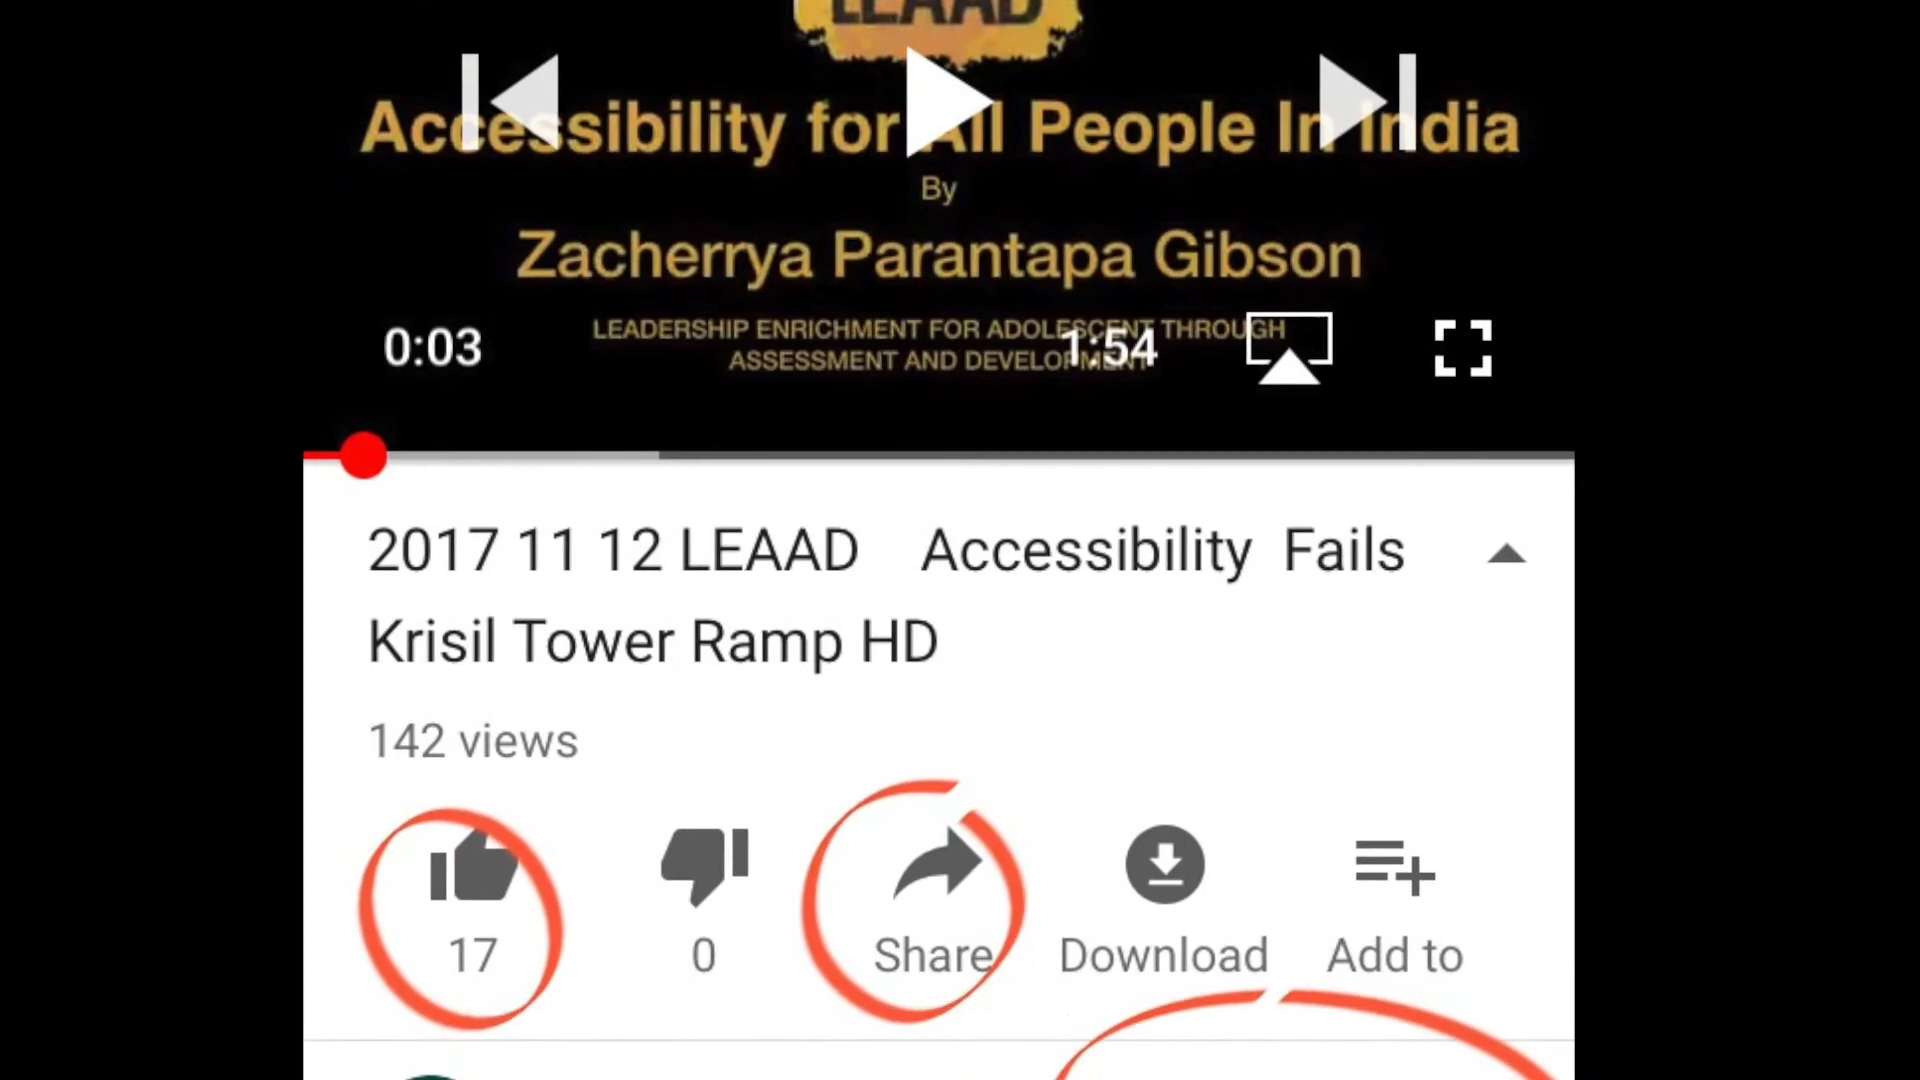 LEAAD
Accessibility for All People In India
By
Zacherrya Parantapa Gibson
LEADERSHIP ENRICHMENT FOR ADOLESCENT THROUGH
ASSESSMENT AND DEVELOPMENT
0:03
1:54
2017 11 12 LEAAD Accessibility Fails
Krisil Tower Ramp HD
142 views
17 0 Share Download Add to